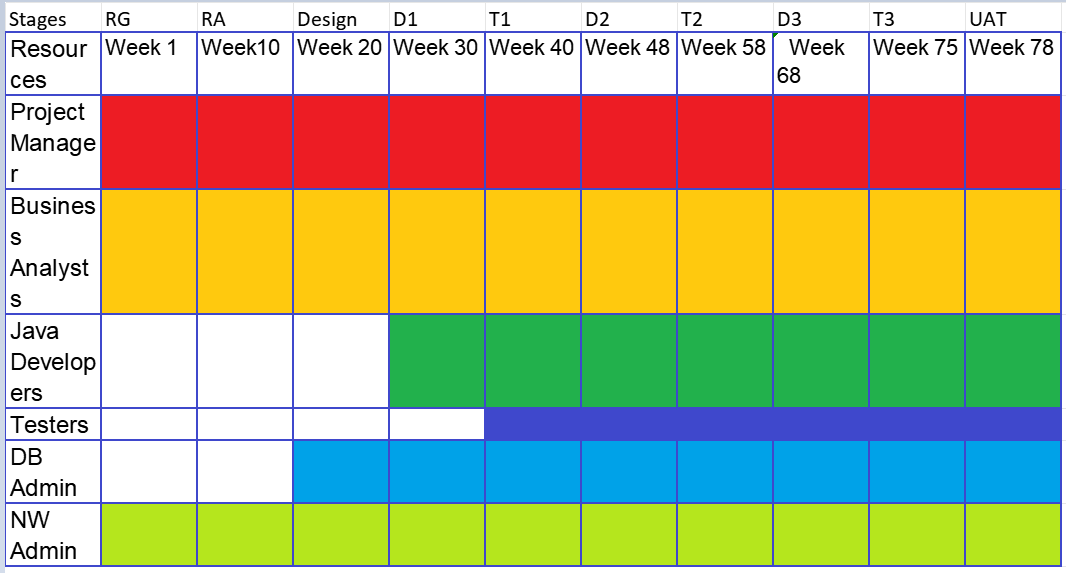 Stages RG RA Design D1 T1 D2 T2 D3 T3 UAT
Resour Week 1 Week10 Week 20 Week 30 Week 40 Week 48 Week 58 Week Week 75 Week 78
ces 68
Project
Manage
r
Busines
s
Analyst
s
Java
Develop
ers
Testers
DB
Admin
NW
Admin